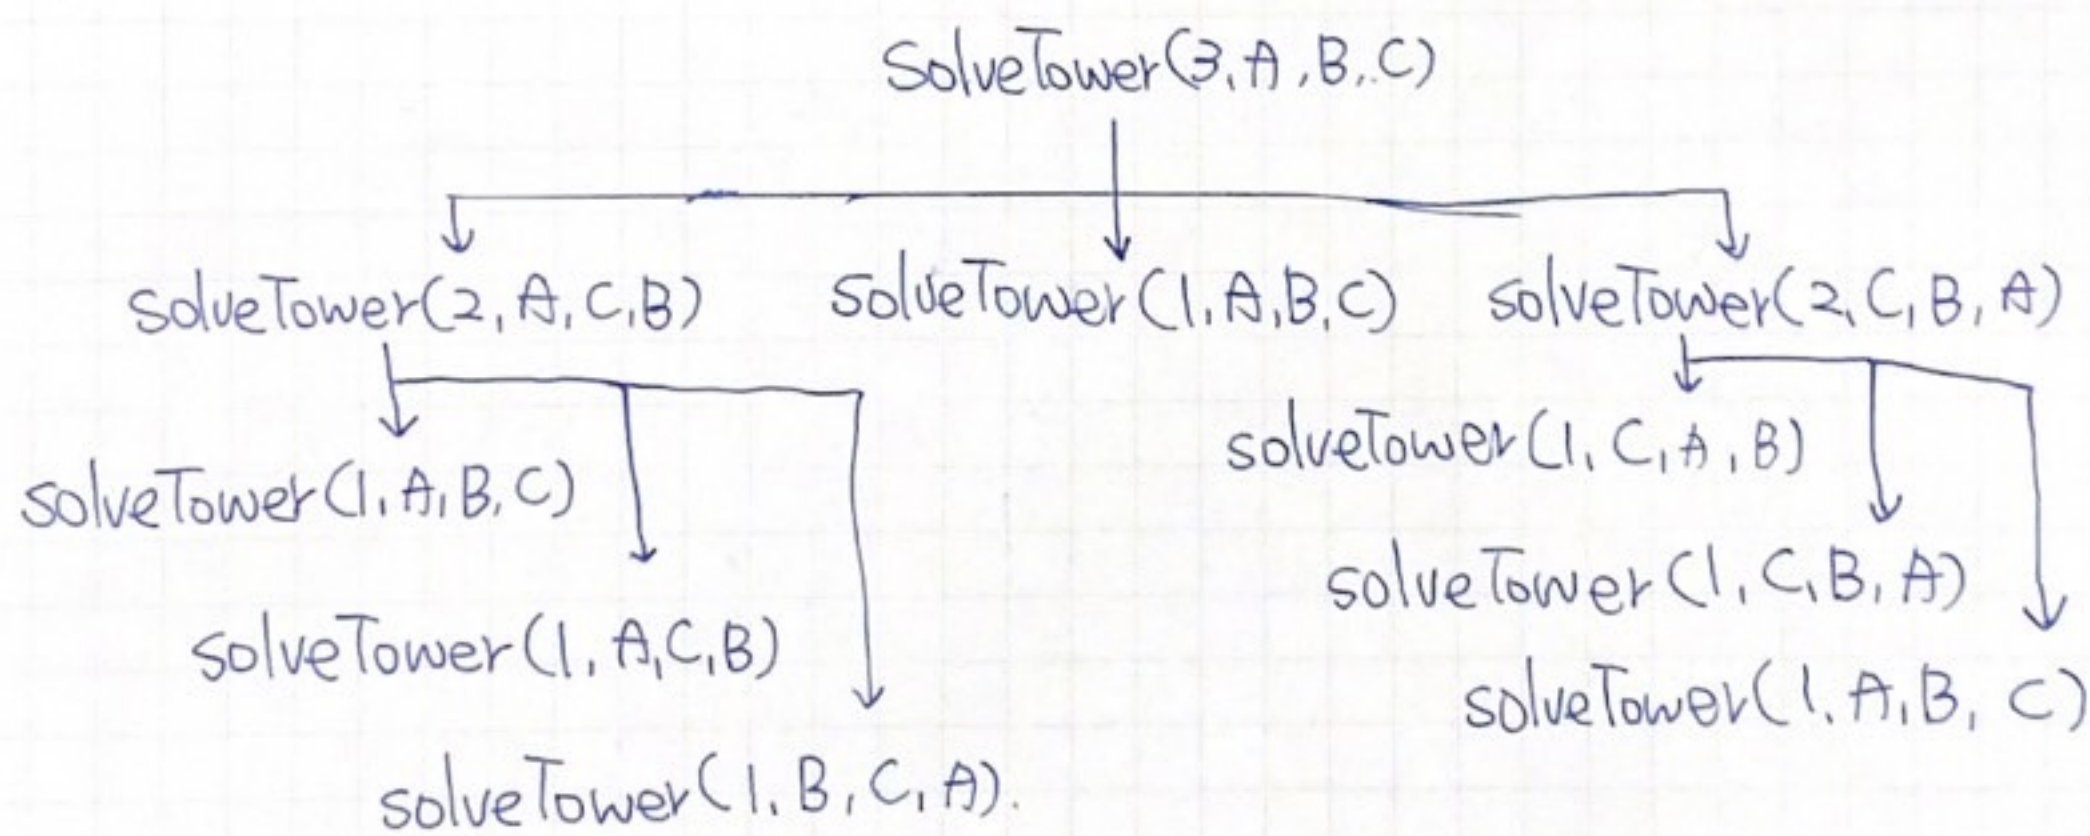 SolveTower(3, A, B, C)
solveTower(2, A, C, B) solveTower(1, A, B, C) solveTower(2, C, B, A)
solveTower(1, C, A, B)
solveTower(1, A, B, C)
solveTower(1, C, B, A)
solveTower(1, A, C, B)
solveTower(1, A, B, C)
solveTower(1, B, C, A).